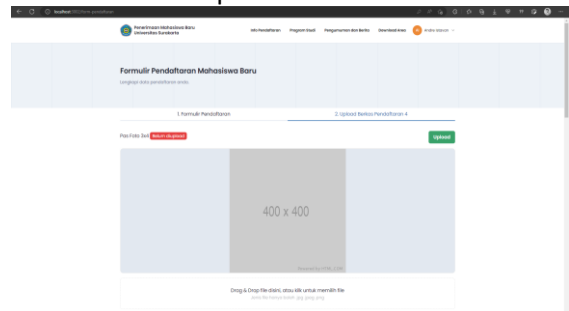 localhost
Penerimaan Mahasiswa Baru
Universitas Surakarta
Info Pendaftaran Program Studi Pengumuman dan Berita Download Area
Formulir Pendaftaran Mahasiswa Baru
Lengkapi data pendaftaran anda.
1. Formulir Pendaftaran
2. Upload Berkas Pendaftaran 4
Pas Foto 3x4 Belum diupload
Upload
400 x 400
Drag & Drop file disini, atau klik untuk memilih file